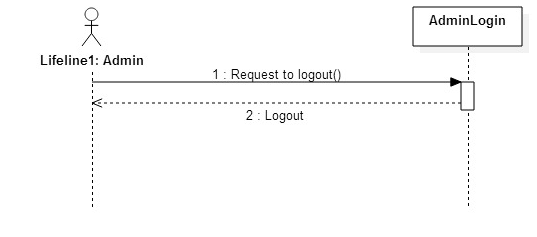 AdminLogin
Lifeline1: Admin
1 : Request to logout()
2 : Logout